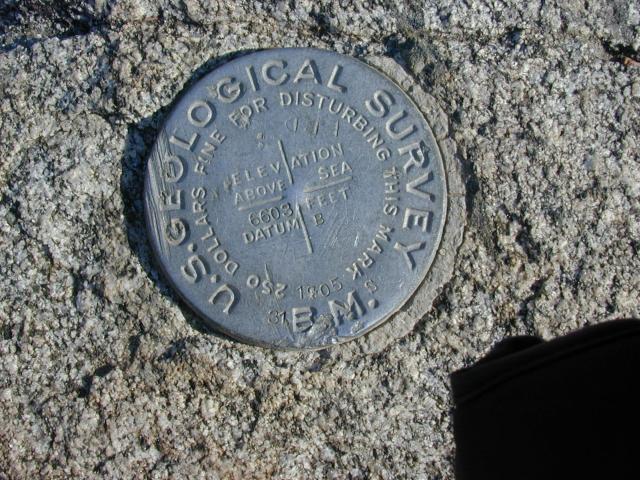 U.S. GEOLOGICAL SURVEY
B.M.
250 DOLLARS FINE FOR DISTURBING THIS MARK
ELEVATION
ABOVE SEA
6603 FEET
DATUM B
1905